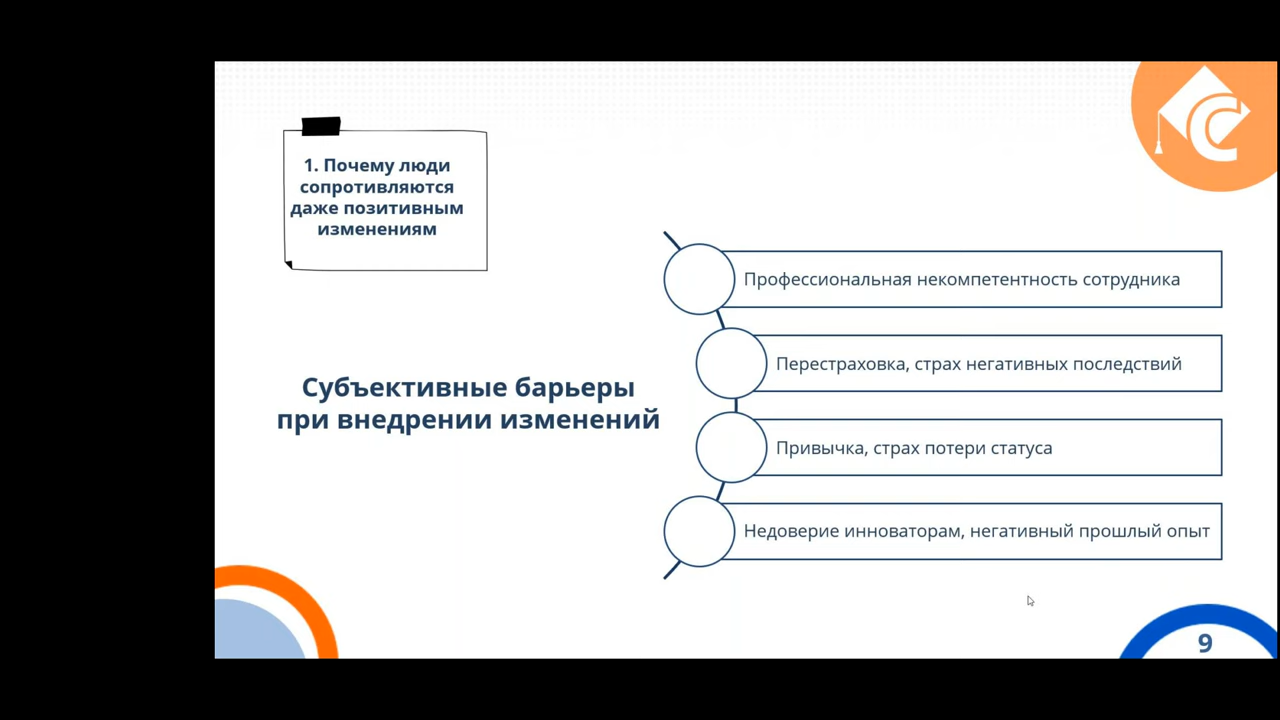 1. Почему люди
сопротивляются
даже позитивным
изменениям
Субъективные барьеры
при внедрении изменений
Профессиональная некомпетентность сотрудника
Перестраховка, страх негативных последствий
Привычка, страх потери статуса
Недоверие инноваторам, негативный прошлый опыт
9